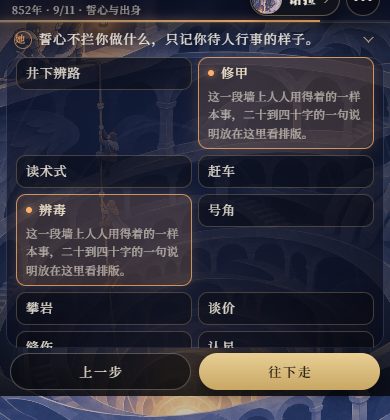 852年 · 9/11 · 誓心与出身
誓心不拦你做什么，只记你待人行事的样子。
井下辨路
修甲
这一段墙上人人用得着的一样
本事，二十到四十字的一句说
明放在这里看排版。
读术式
赶车
辨毒
这一段墙上人人用得着的一样
本事，二十到四十字的一句说
明放在这里看排版。
号角
攀岩
谈价
上一步
往下走